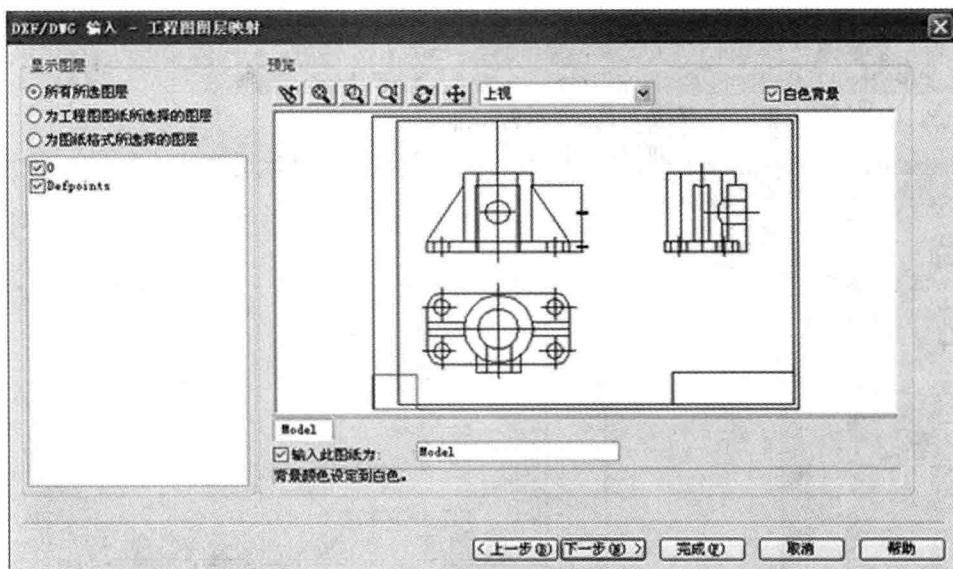 DXF/DWG 输入 - 工程图图层映射
显示图层：
所有所选图层
为工程图图纸所选择的图层
为图纸格式所选择的图层
0
Defpoints
预览
上视
白色背景
Model
输入此图纸为：
Model
背景颜色设定到白色。
< 上一步(B)
下一步(N) >
完成(F)
取消
帮助